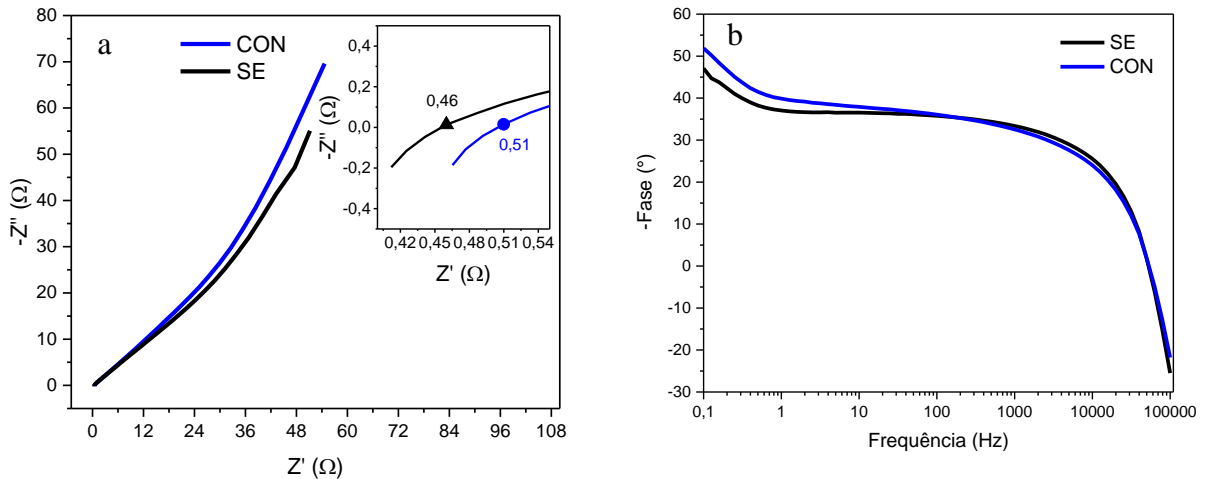 a
CON
SE
80
70
60
50
40
30
20
10
0
-Z'' (Ω)
0 12 24 36 48 60 72 84 96 108
Z' (Ω)
0,4
0,2
0,0
-0,2
-0,4
-Z'' (Ω)
0,46
0,51
0,42 0,45 0,48 0,51 0,54
Z' (Ω)
b
SE
CON
60
50
40
30
20
10
0
-10
-20
-30
-Fase (°)
0,1 1 10 100 1000 10000 100000
Frequência (Hz)